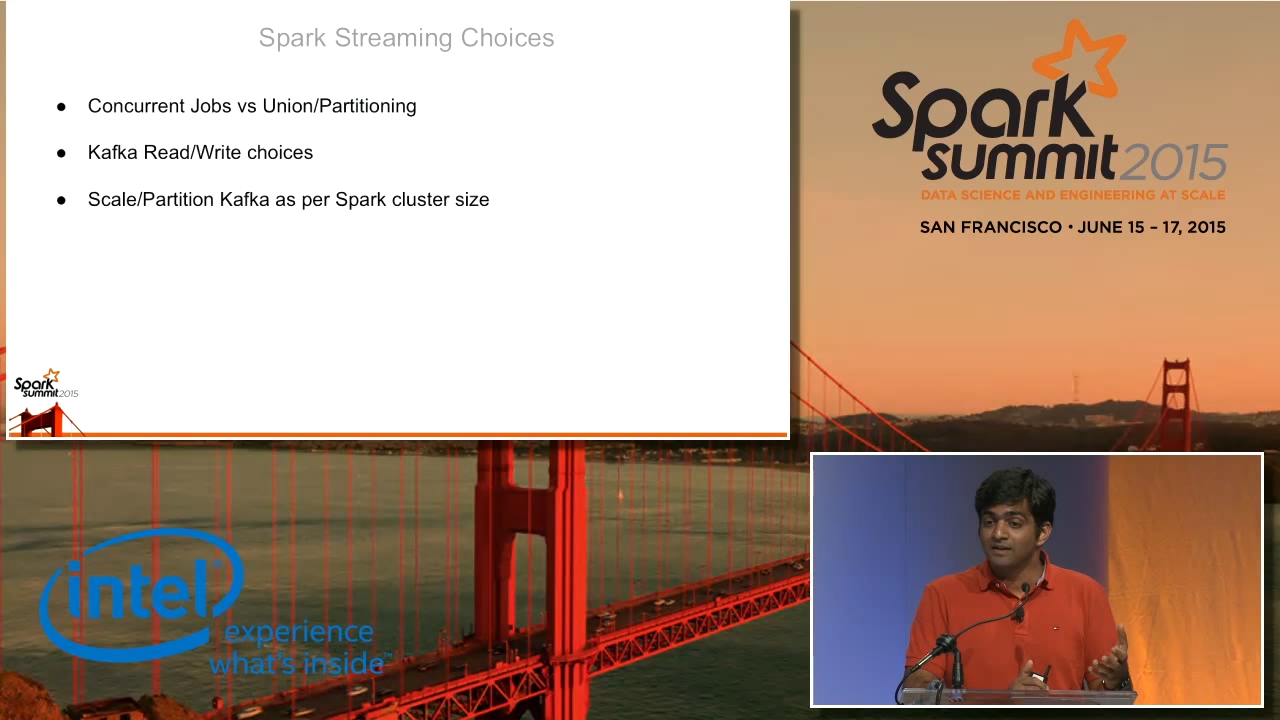 Spark Streaming Choices
● Concurrent Jobs vs Union/Partitioning
● Kafka Read/Write choices
● Scale/Partition Kafka as per Spark cluster size
Spark
summit2015
Spark
summit2015
DATA SCIENCE AND ENGINEERING AT SCALE
SAN FRANCISCO • JUNE 15 – 17, 2015
intel®
experience
what's inside™